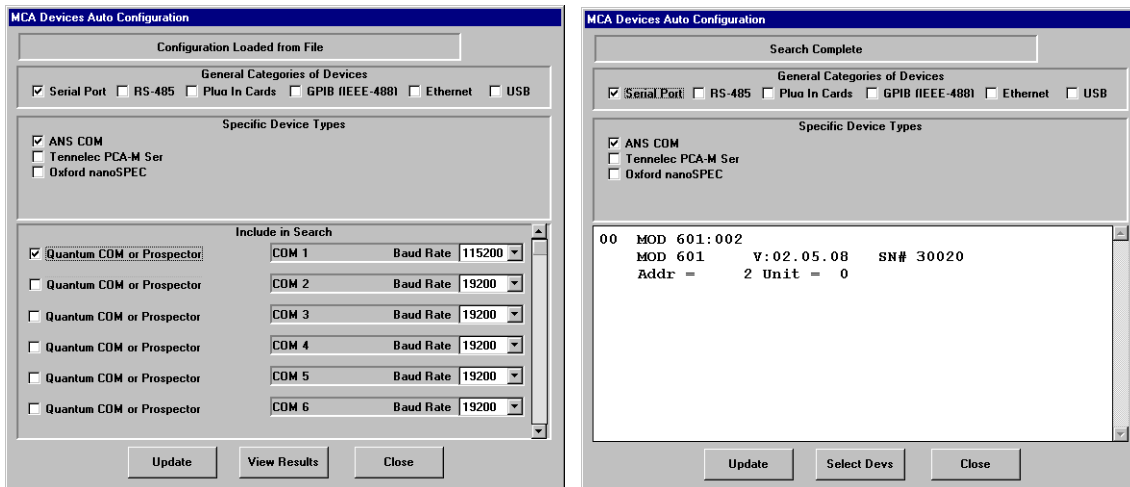 MCA Devices Auto Configuration
Configuration Loaded from File
General Categories of Devices
Serial Port RS-485 Plug In Cards GPIB (IEEE-488) Ethernet USB
Specific Device Types
ANS COM
Tennelec PCA-M Ser
Oxford nanoSPEC
Include in Search
Quantum COM or Prospector COM 1 Baud Rate 115200
Quantum COM or Prospector COM 2 Baud Rate 19200
Quantum COM or Prospector COM 3 Baud Rate 19200
Quantum COM or Prospector COM 4 Baud Rate 19200
Quantum COM or Prospector COM 5 Baud Rate 19200
Quantum COM or Prospector COM 6 Baud Rate 19200
Update View Results Close
MCA Devices Auto Configuration
Search Complete
General Categories of Devices
Serial Port RS-485 Plug In Cards GPIB (IEEE-488) Ethernet USB
Specific Device Types
ANS COM
Tennelec PCA-M Ser
Oxford nanoSPEC
00 MOD 601:002
MOD 601 V:02.05.08 SN# 30020
Addr = 2 Unit = 0
Update Select Devs Close